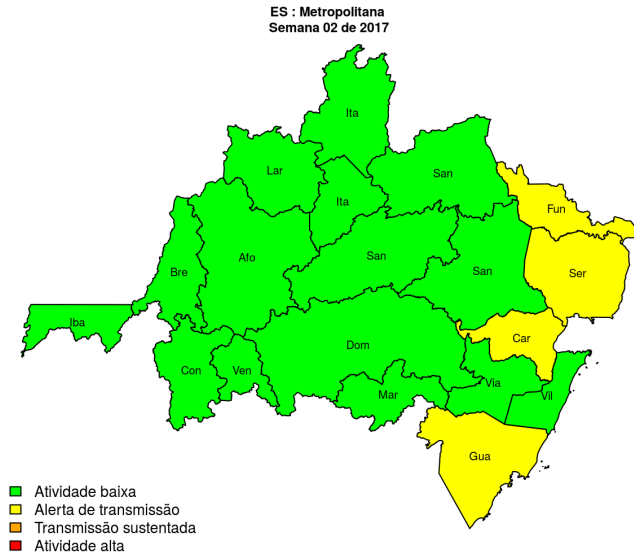 ES : Metropolitana
Semana 02 de 2017
Ita
Lar
San
Ita
Fun
Afo
San
San
Bre
Ser
Iba
Car
Dom
Con
Ven
Via
Mar
Vil
Gua
Atividade baixa
Alerta de transmissão
Transmissão sustentada
Atividade alta